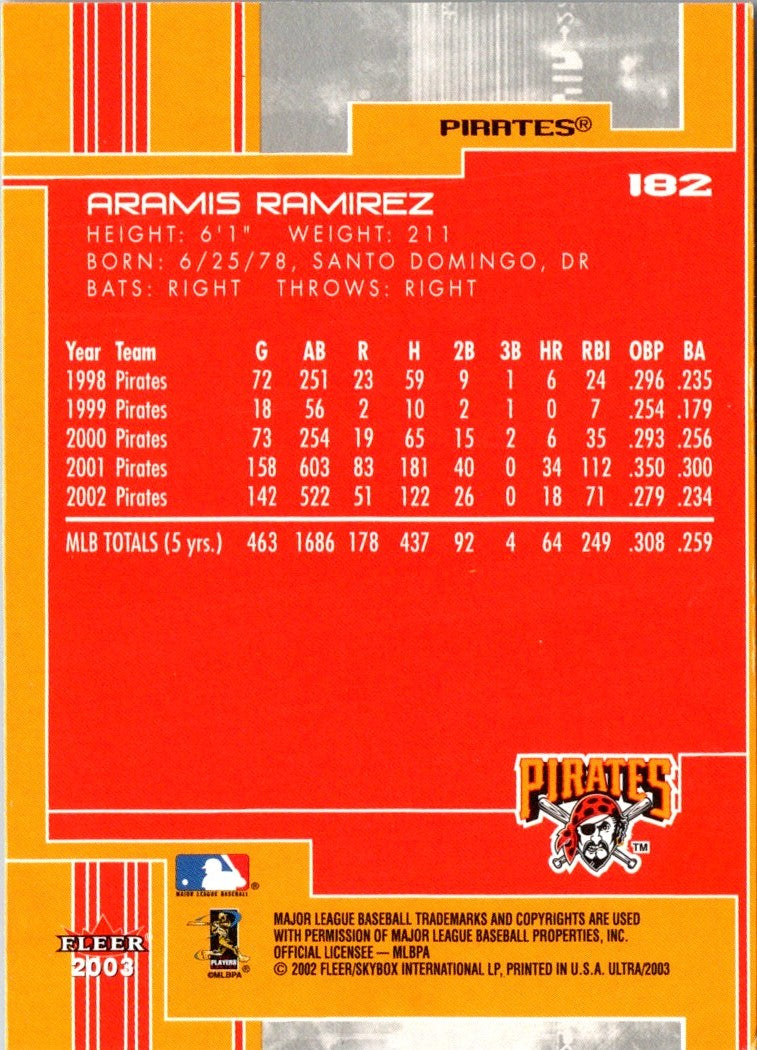 PIRATES®
182
ARAMIS RAMIREZ
HEIGHT: 6'1" WEIGHT: 211
BORN: 6/25/78, SANTO DOMINGO, DR
BATS: RIGHT THROWS: RIGHT
Year Team G AB R H 2B 3B HR RBI OBP BA
1998 Pirates 72 251 23 59 9 1 6 24 .296 .235
1999 Pirates 18 56 2 10 2 1 0 7 .254 .179
2000 Pirates 73 254 19 65 15 2 6 35 .293 .256
2001 Pirates 158 603 83 181 40 0 34 112 .350 .300
2002 Pirates 142 522 51 122 26 0 18 71 .279 .234
MLB TOTALS (5 yrs.) 463 1686 178 437 92 4 64 249 .308 .259
PIRATES
TM
MAJOR LEAGUE BASEBALL ®
FLEER
2003
PLAYERS
®
©MLBPA
MAJOR LEAGUE BASEBALL TRADEMARKS AND COPYRIGHTS ARE USED
WITH PERMISSION OF MAJOR LEAGUE BASEBALL PROPERTIES, INC.
OFFICIAL LICENSEE — MLBPA
© 2002 FLEER/SKYBOX INTERNATIONAL LP, PRINTED IN U.S.A. ULTRA/2003